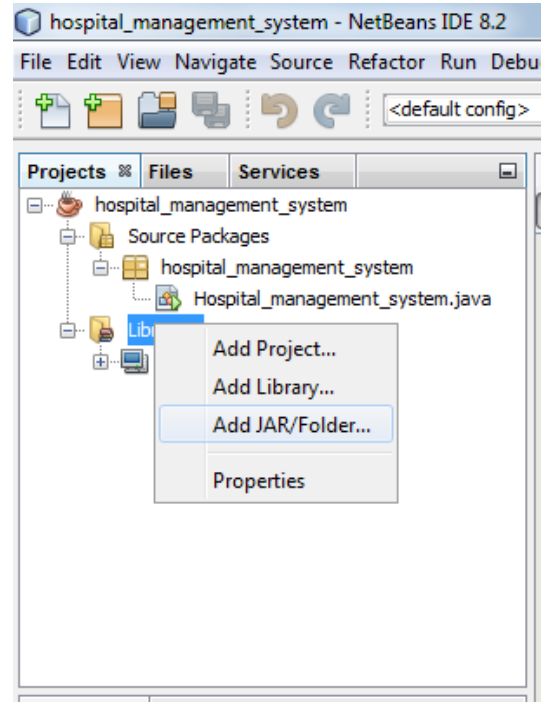 hospital_management_system - NetBeans IDE 8.2
File Edit View Navigate Source Refactor Run Debu
<default config>
Projects Files Services
hospital_management_system
Source Packages
hospital_management_system
Hospital_management_system.java
Add Project...
Add Library...
Add JAR/Folder...
Properties